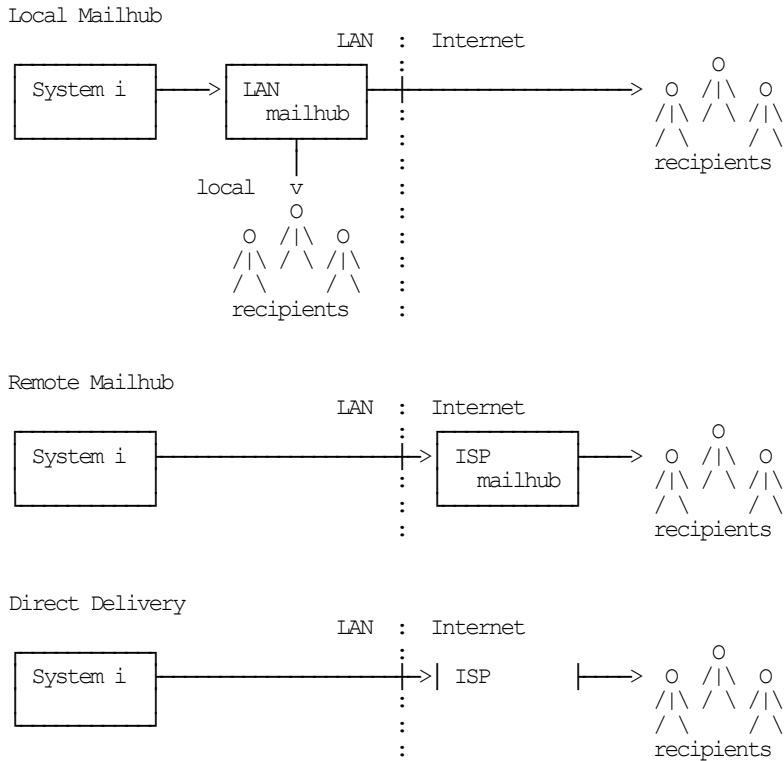 Local Mailhub
LAN : Internet
System i
LAN
mailhub
recipients
local v
recipients
Remote Mailhub
LAN : Internet
System i
ISP
mailhub
recipients
Direct Delivery
LAN : Internet
System i
ISP
recipients